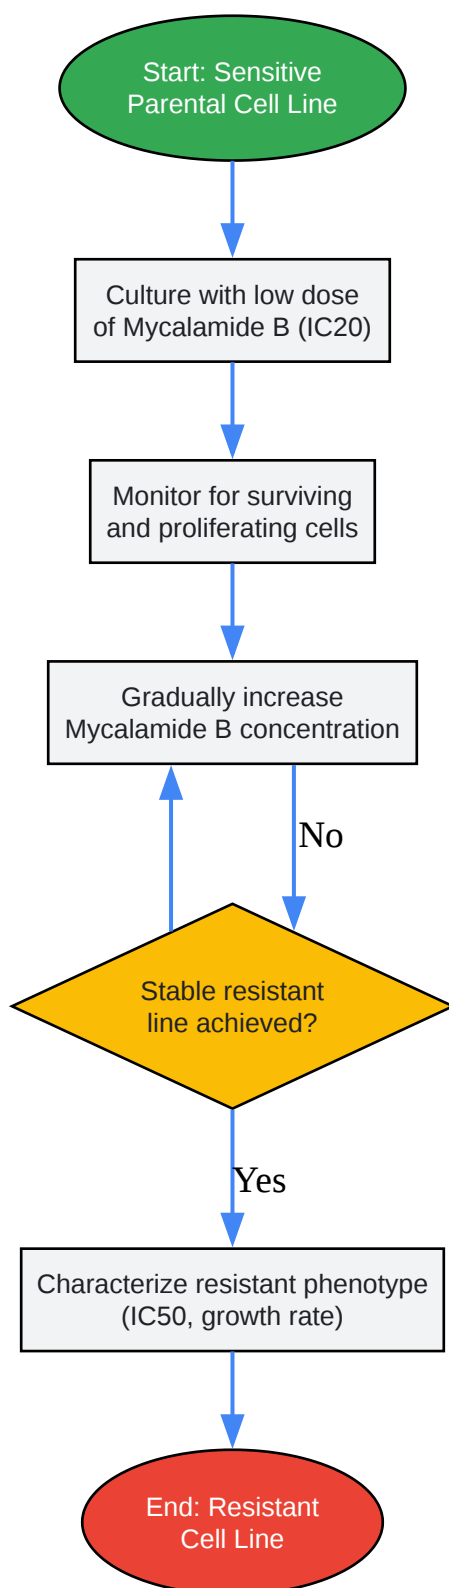 Start: Sensitive
Parental Cell Line
Culture with low dose
of Mycalamide B (IC20)
Monitor for surviving
and proliferating cells
Gradually increase
Mycalamide B concentration
No
Stable resistant
line achieved?
Yes
Characterize resistant phenotype
(IC50, growth rate)
End: Resistant
Cell Line